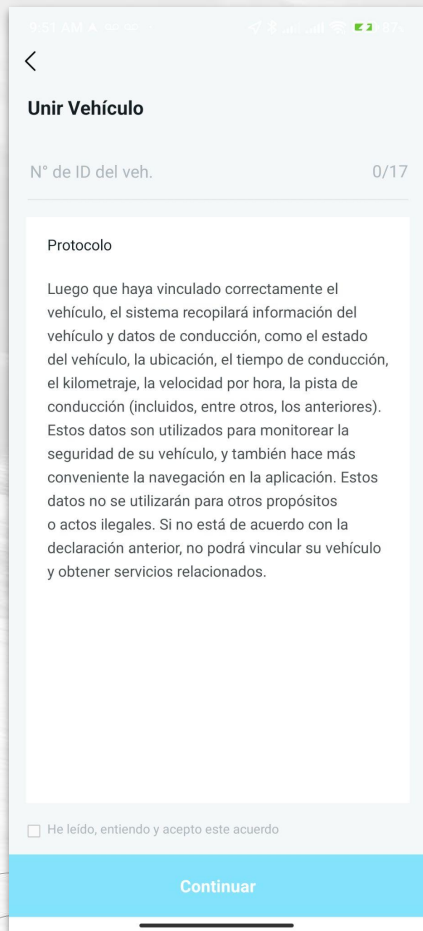 9:51 AM
Unir Vehículo
N° de ID del veh. 0/17
Protocolo
Luego que haya vinculado correctamente el
vehículo, el sistema recopilará información del
vehículo y datos de conducción, como el estado
del vehículo, la ubicación, el tiempo de conducción,
el kilometraje, la velocidad por hora, la pista de
conducción (incluidos, entre otros, los anteriores).
Estos datos son utilizados para monitorear la
seguridad de su vehículo, y también hace más
conveniente la navegación en la aplicación. Estos
datos no se utilizarán para otros propósitos
o actos ilegales. Si no está de acuerdo con la
declaración anterior, no podrá vincular su vehículo
y obtener servicios relacionados.
He leído, entiendo y acepto este acuerdo
Continuar